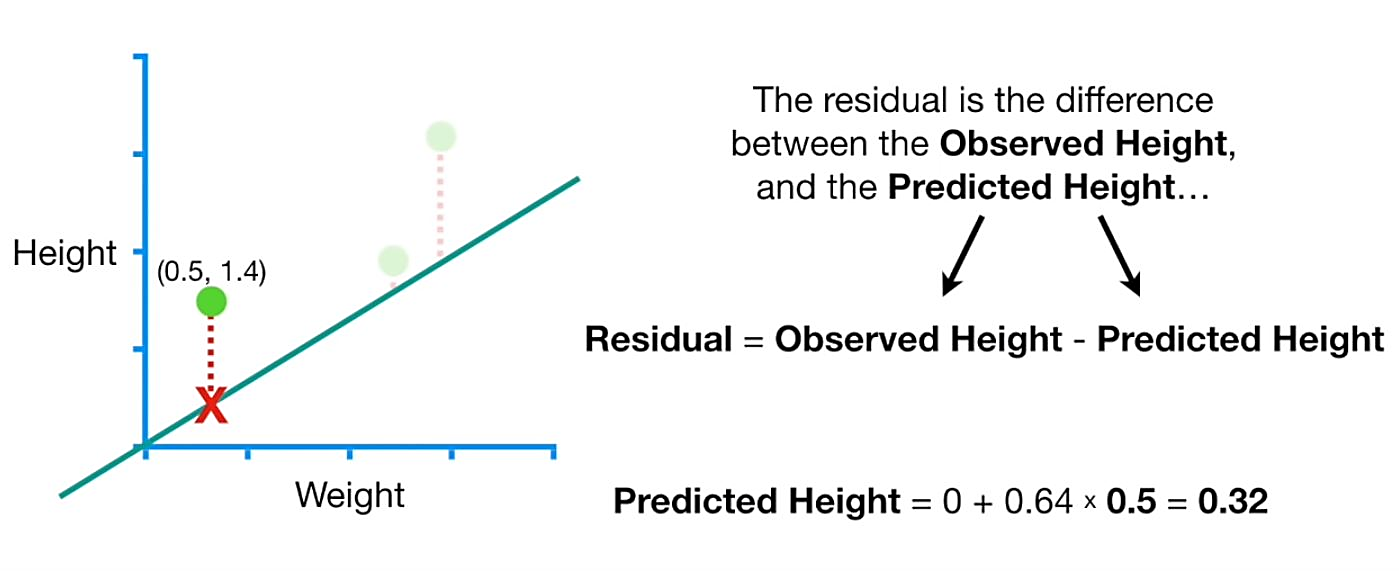 The residual is the difference
between the Observed Height,
and the Predicted Height…
Height
(0.5, 1.4)
X
Residual = Observed Height - Predicted Height
Weight
Predicted Height = 0 + 0.64 × 0.5 = 0.32